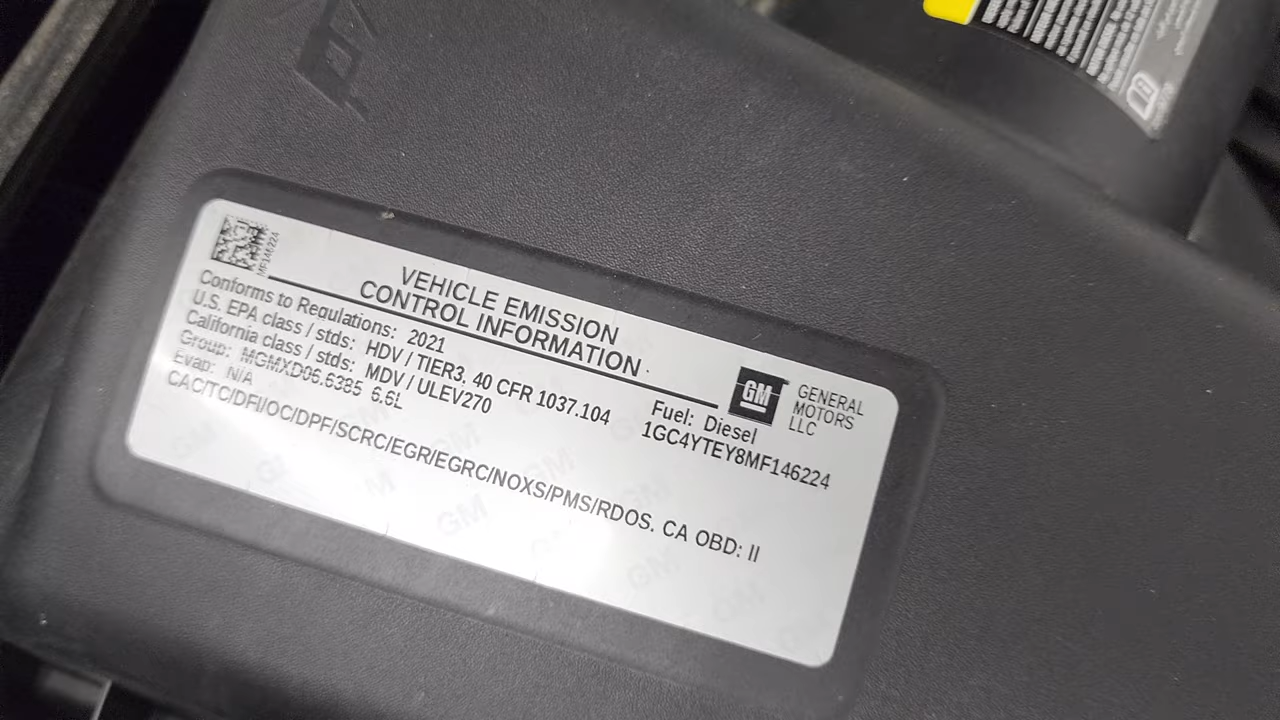 MF146224
VEHICLE EMISSION
CONTROL INFORMATION
Conforms to Regulations: 2021
U.S. EPA class / stds: HDV / TIER3, 40 CFR 1037.104
California class / stds: MDV / ULEV270
Group: MGMXD06.6385 6.6L
Evap: N/A
CAC/TC/DFI/OC/DPF/SCRC/EGR/EGRC/NOXS/PMS/RDOS. CA OBD: II
GM
GENERAL
MOTORS
LLC
Fuel: Diesel
1GC4YTEY8MF146224